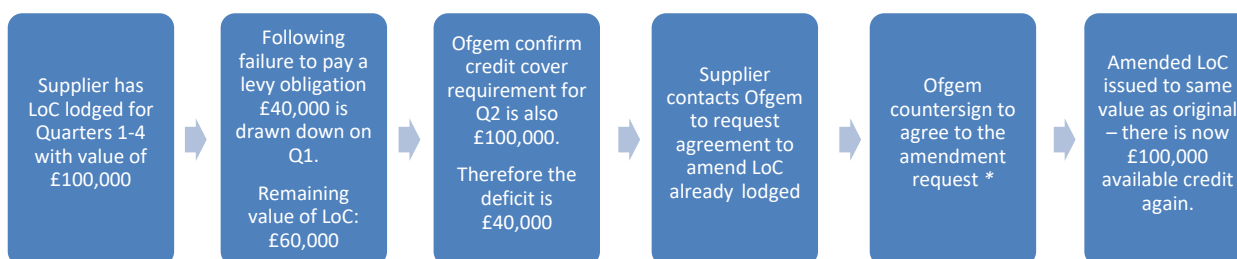 Supplier has
LoC lodged for
Quarters 1-4
with value of
£100,000
Following
failure to pay a
levy obligation
£40,000 is
drawn down on
Q1.
Remaining
value of LoC:
£60,000
Ofgem confirm
credit cover
requirement for
Q2 is also
£100,000.
Therefore the
deficit is
£40,000
Supplier
contacts Ofgem
to request
agreement to
amend LoC
already lodged
Ofgem
countersign to
agree to the
amendment
request *
Amended LoC
issued to same
value as original
– there is now
£100,000
available credit
again.